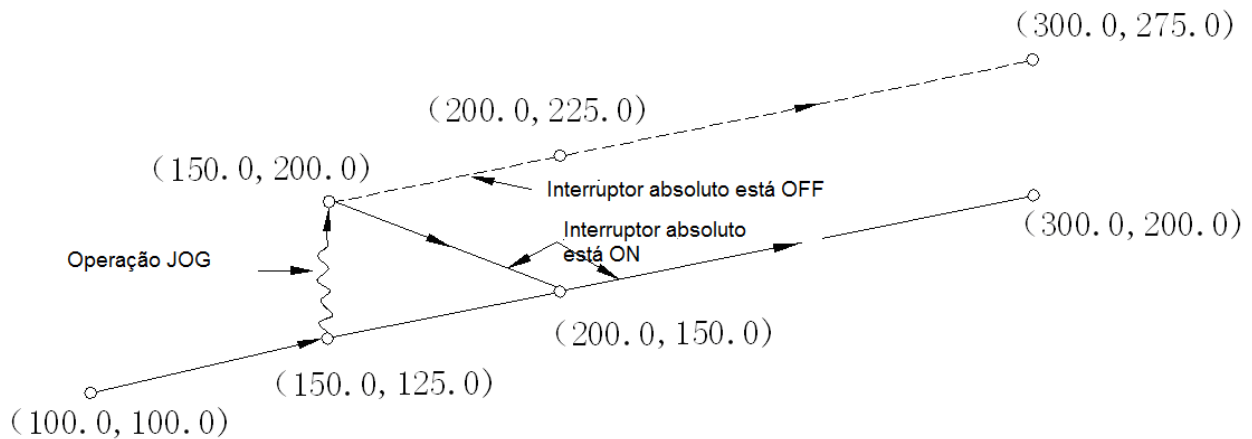 (300.0,275.0)
(200.0,225.0)
(150.0,200.0)
Interruptor absoluto está OFF
Interruptor absoluto
está ON
(300.0,200.0)
Operação JOG
(200.0,150.0)
(150.0,125.0)
(100.0,100.0)